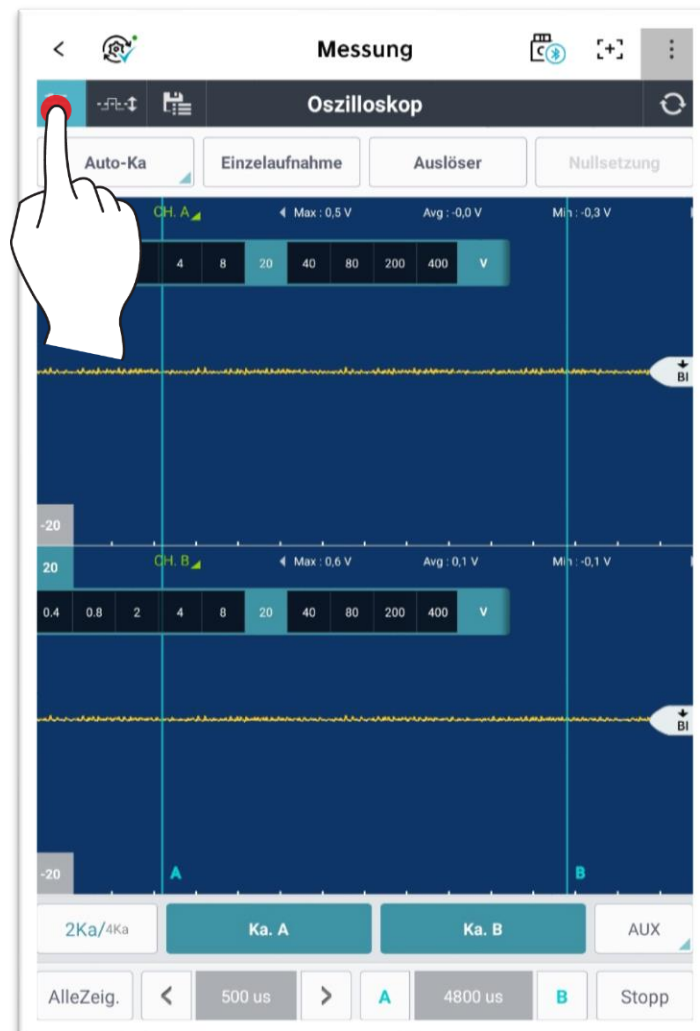 Messung
Oszilloskop
Auto-Ka Einzelaufnahme Auslöser Nullsetzung
CH. A Max : 0,5 V Avg : -0,0 V Min : -0,3 V
4 8 20 40 80 200 400 V
BI
-20
20 CH. B Max : 0,6 V Avg : 0,1 V Min : -0,1 V
0.4 0.8 2 4 8 20 40 80 200 400 V
BI
-20 A B
2Ka/4Ka Ka. A Ka. B AUX
AlleZeig. < 500 us > A 4800 us B Stopp